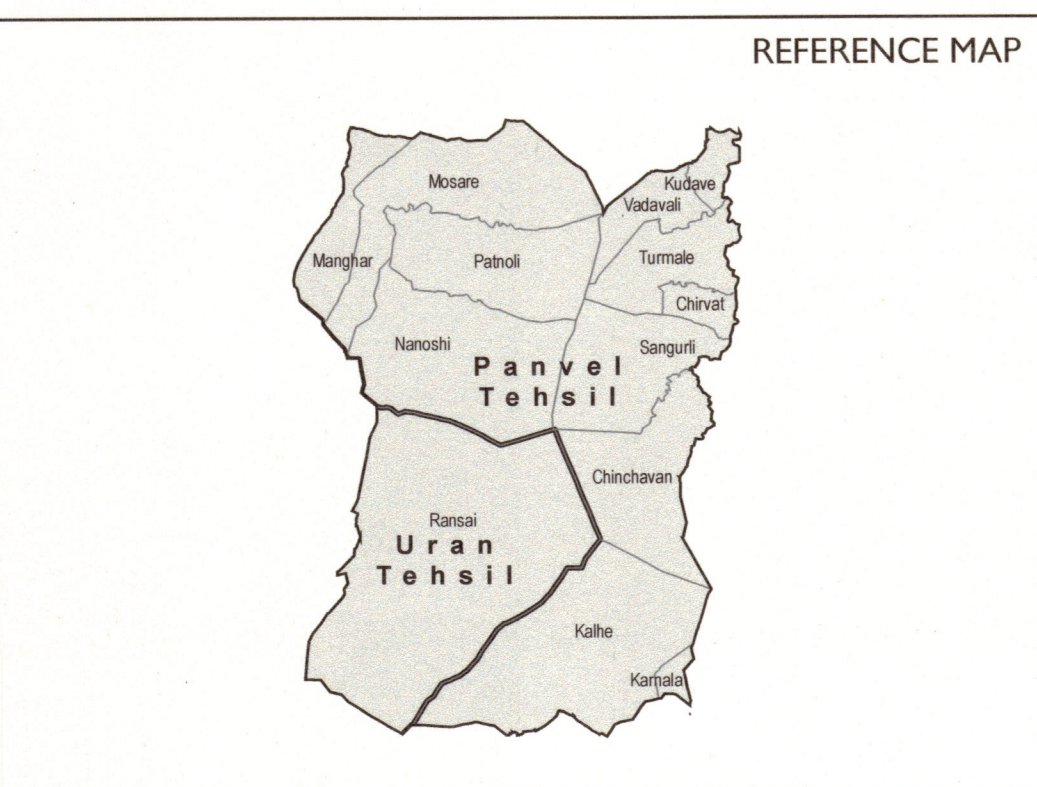 REFERENCE MAP
Mosare
Kudave
Vadavali
Manghar
Patnoli
Turmale
Chirvat
Nanoshi
Sangurli
Panvel
Tehsil
Chinchavan
Ransai
Uran
Tehsil
Kalhe
Karnala